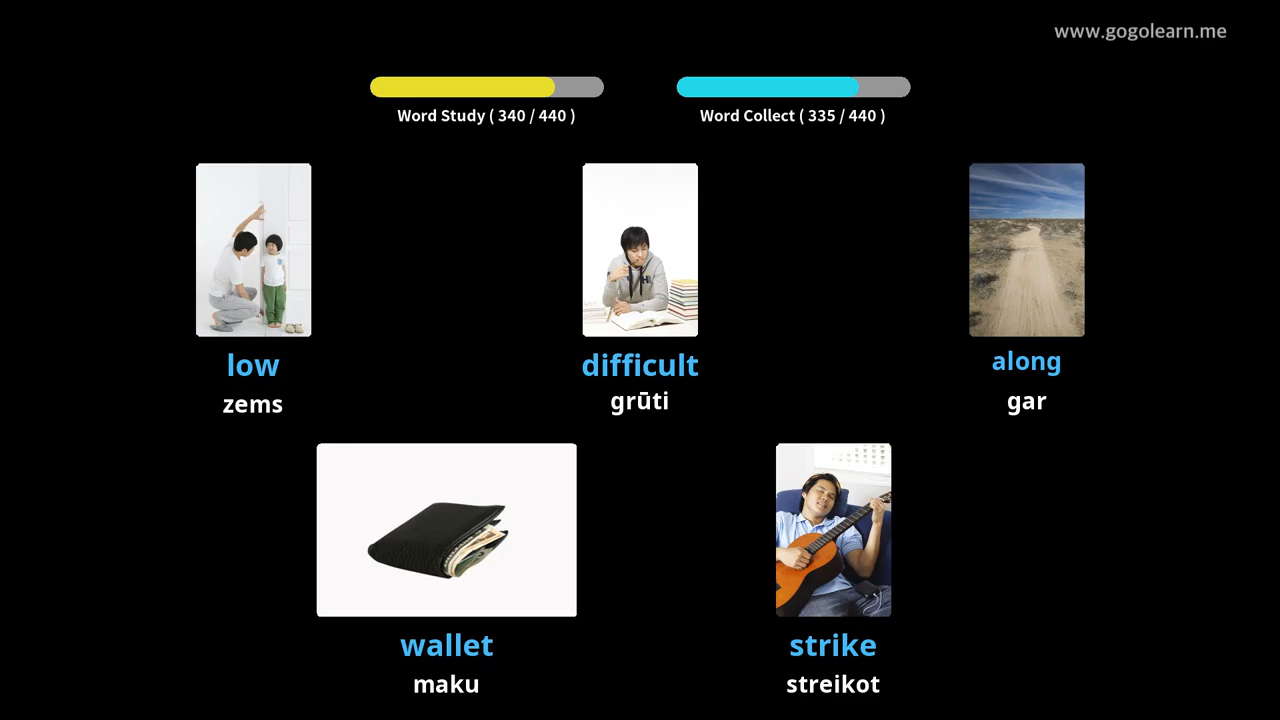 www.gogolearn.me
Word Study ( 340 / 440 )
Word Collect ( 335 / 440 )
low
difficult
along
zems
grūti
gar
wallet
strike
maku
streikot